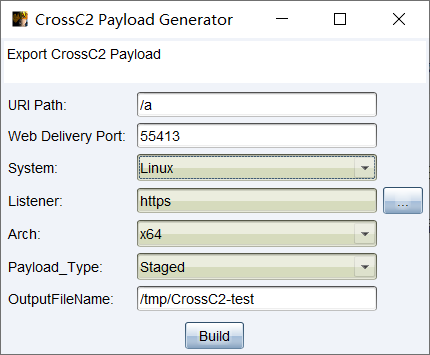 CrossC2 Payload Generator
Export CrossC2 Payload
URI Path: /a
Web Delivery Port: 55413
System: Linux
Listener: https ...
Arch: x64
Payload_Type: Staged
OutputFileName: /tmp/CrossC2-test
Build